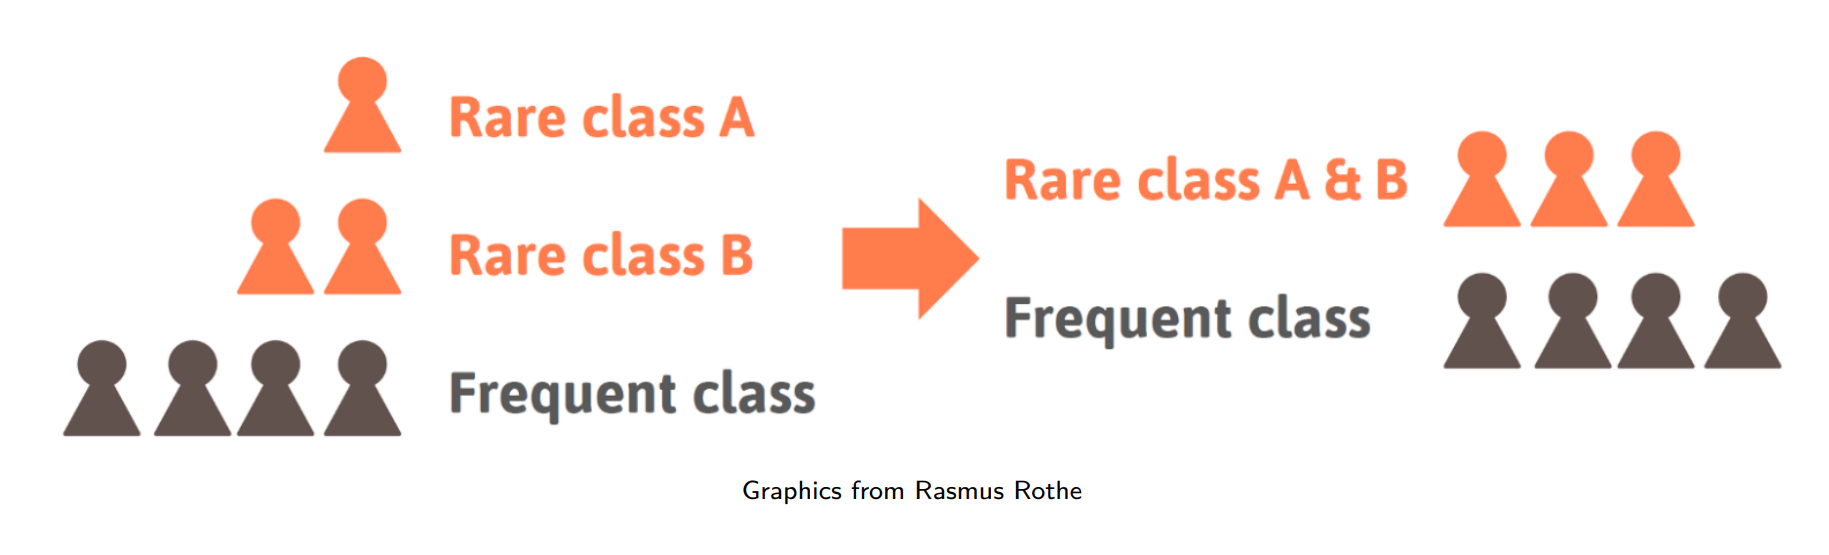 Rare class A
Rare class B
Frequent class
Rare class A & B
Frequent class
Graphics from Rasmus Rothe